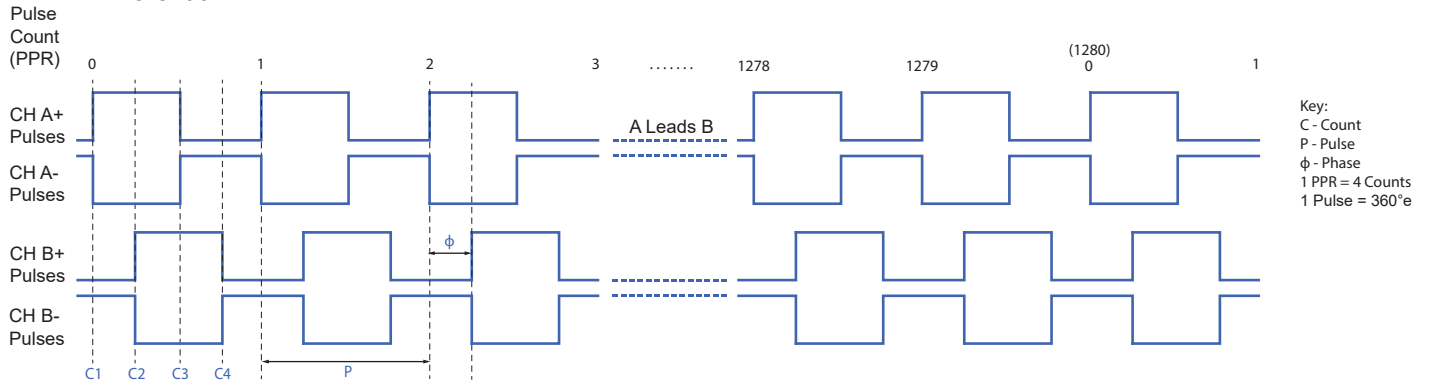 Pulse
Count
(PPR)
0 1 2 3 ....... 1278 1279 (1280) 0 1
CH A+
Pulses
A Leads B
CH A-
Pulses
CH B+
Pulses
ϕ
CH B-
Pulses
C1 C2 C3 C4 P
Key:
C - Count
P - Pulse
ϕ - Phase
1 PPR = 4 Counts
1 Pulse = 360°e